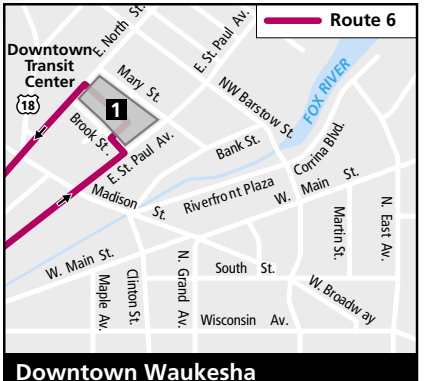 Route 6
E. North St.
E. St. Paul Av.
Downtown
Transit
Center
18
Mary St.
1
NW Barstow St.
FOX RIVER
Brook St.
E. St. Paul Av.
Bank St.
Corrina Blvd.
Madison St.
Riverfront Plaza
W. Main St.
Martin St.
N. East Av.
W. Main St.
Maple Av.
Clinton St.
N. Grand Av.
South St.
W. Broadway
Wisconsin Av.
Downtown Waukesha